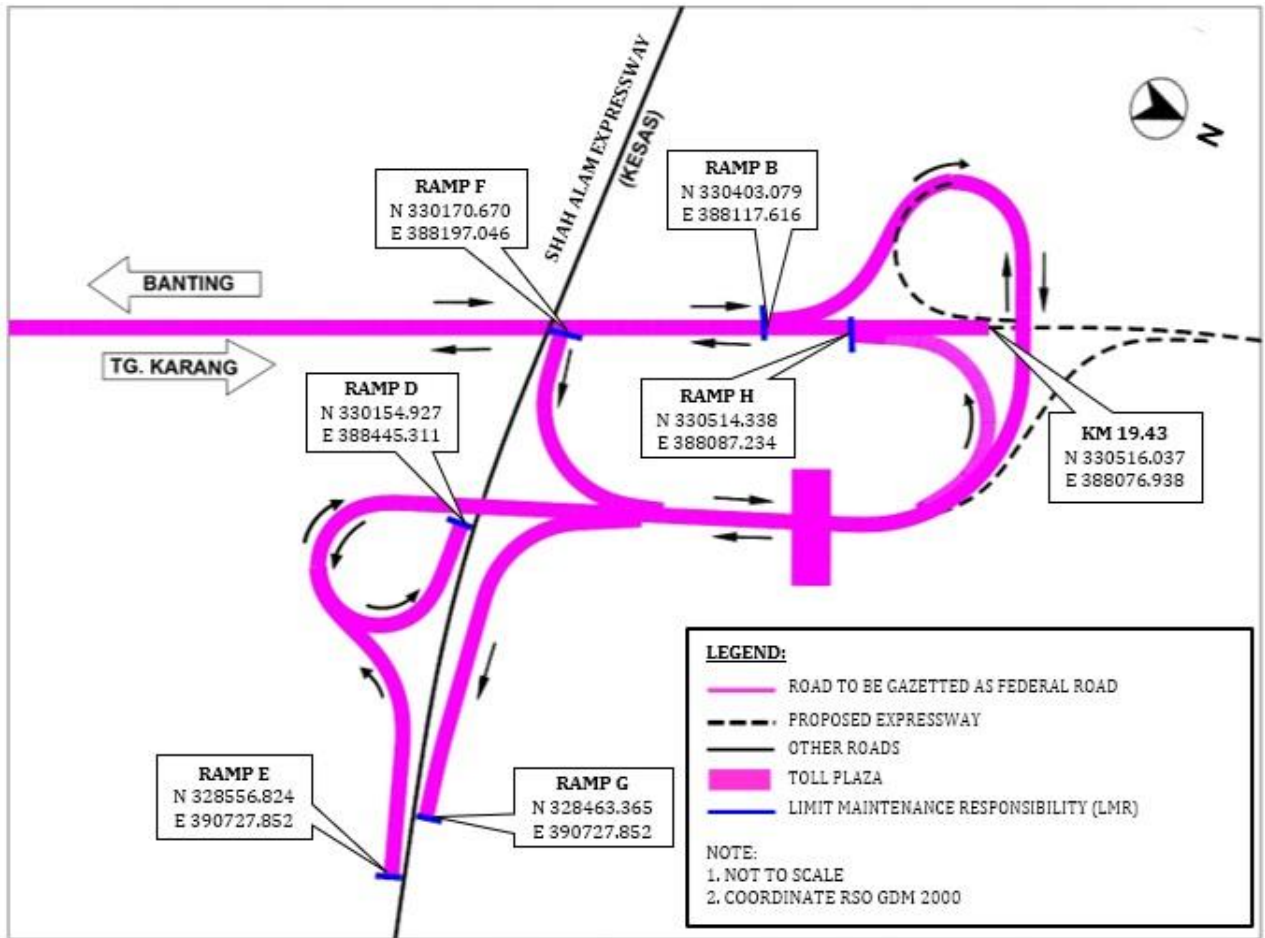 SHAH ALAM EXPRESSWAY
(KESAS)
N
RAMP B
N 330403.079
E 388117.616
RAMP F
N 330170.670
E 388197.046
BANTING
TG. KARANG
RAMP D
N 330154.927
E 388445.311
RAMP H
N 330514.338
E 388087.234
KM 19.43
N 330516.037
E 388076.938
RAMP E
N 328556.824
E 390727.852
RAMP G
N 328463.365
E 390727.852
LEGEND:
ROAD TO BE GAZETTED AS FEDERAL ROAD
PROPOSED EXPRESSWAY
OTHER ROADS
TOLL PLAZA
LIMIT MAINTENANCE RESPONSIBILITY (LMR)
NOTE:
1. NOT TO SCALE
2. COORDINATE RSO GDM 2000